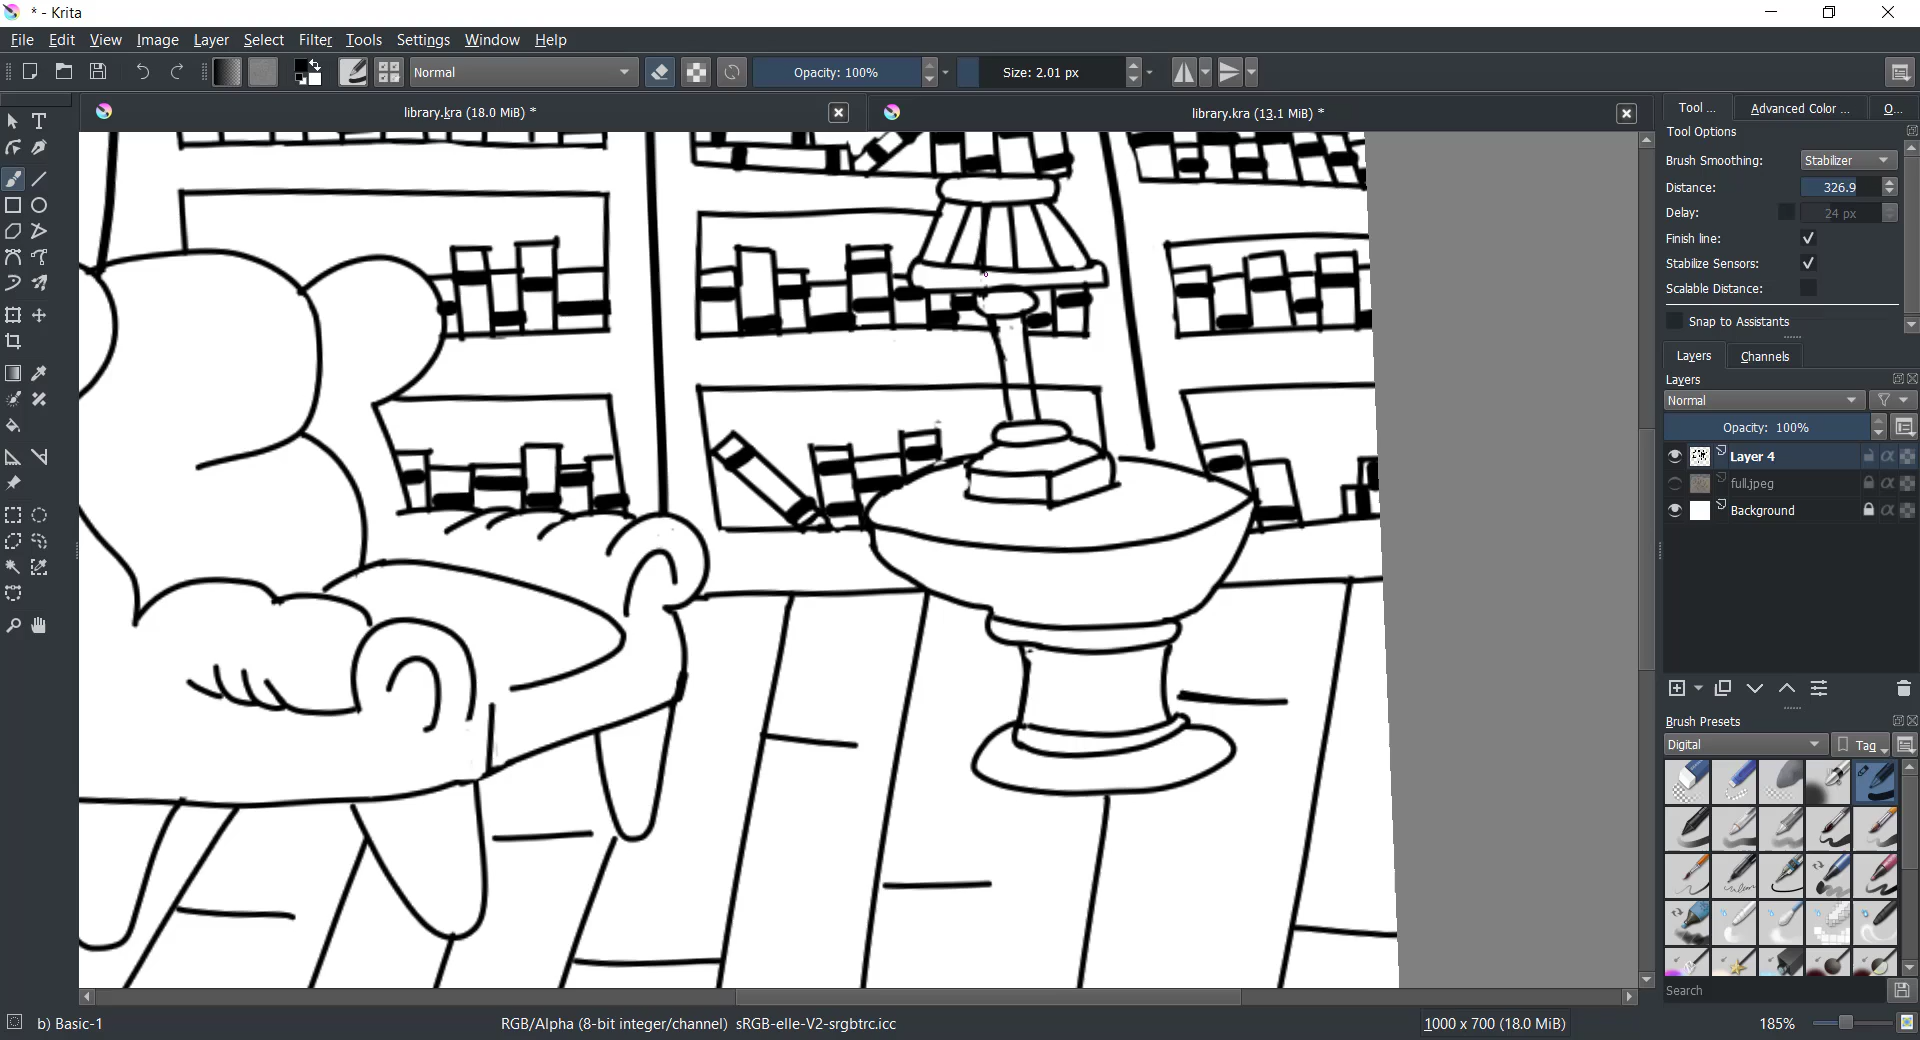 * - Krita
File Edit View Image Layer Select Filter Tools Settings Window Help
Normal Opacity: 100% Size: 2.01 px
library.kra (18.0 MiB) * library.kra (13.1 MiB) *
Tool ... Advanced Color ... O...
Tool Options
Brush Smoothing: Stabilizer
Distance: 326.9
Delay: 24 px
Finish line:
Stabilize Sensors:
Scalable Distance:
Snap to Assistants
Layers Channels
Layers
Normal
Opacity: 100%
Layer 4
full.jpeg
Background
Brush Presets
Digital Tag
Search
b) Basic-1 RGB/Alpha (8-bit integer/channel) sRGB-elle-V2-srgbtrc.icc 1000 x 700 (18.0 MiB) 185%